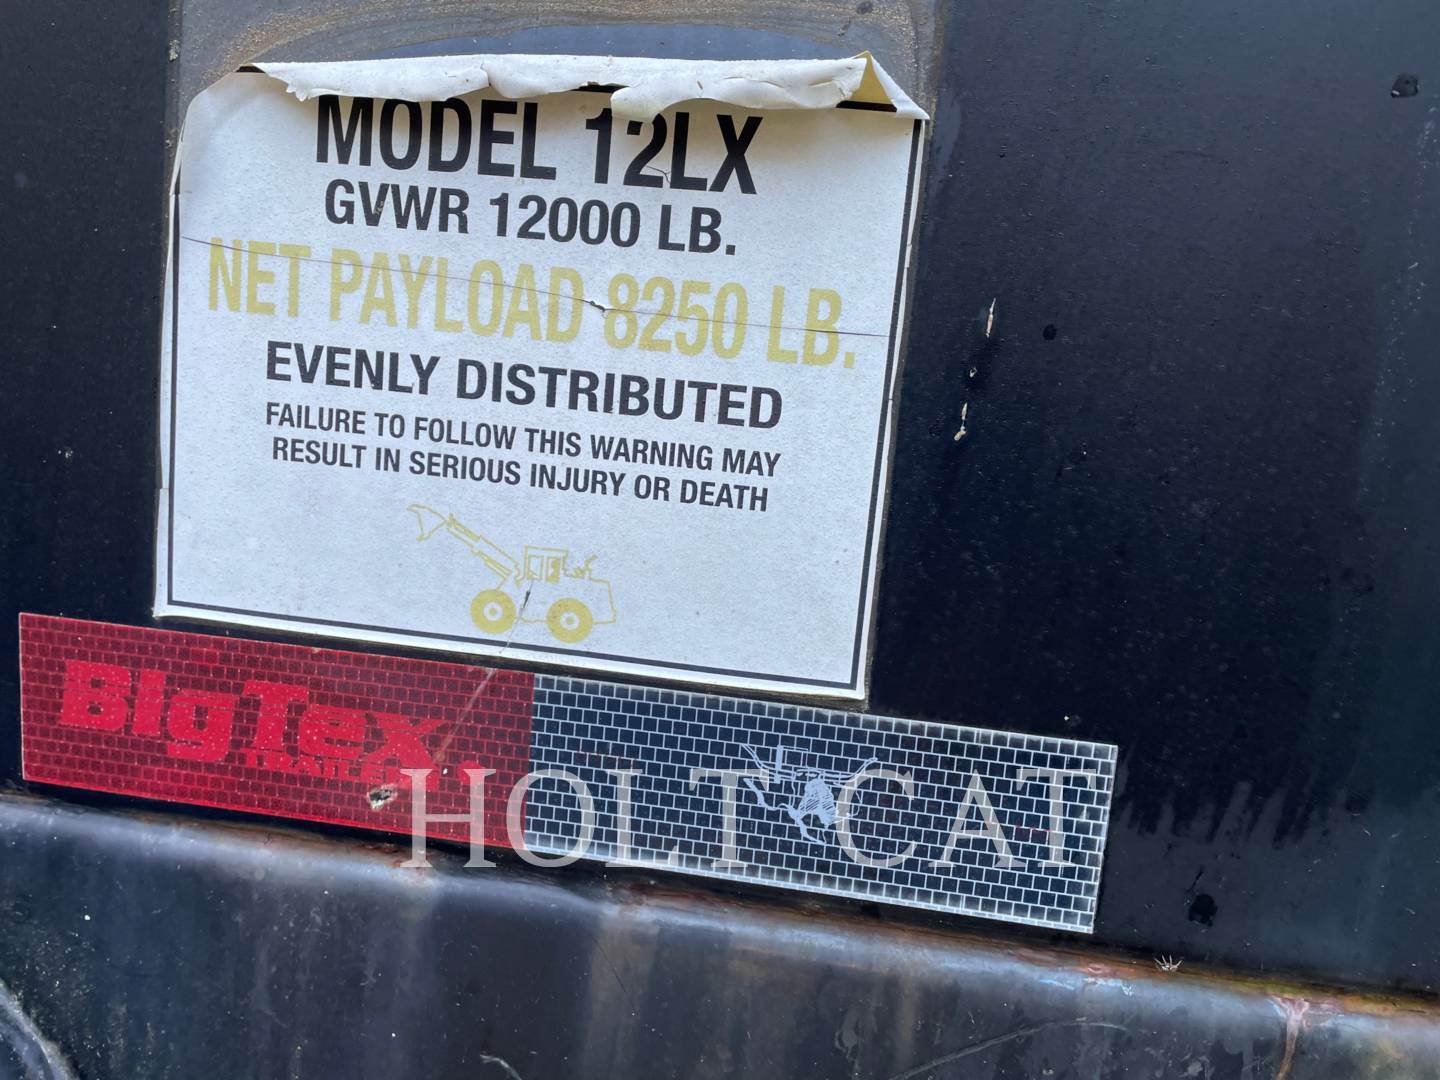 MODEL 12LX
GVWR 12000 LB.
NET PAYLOAD 8250 LB.
EVENLY DISTRIBUTED
FAILURE TO FOLLOW THIS WARNING MAY
RESULT IN SERIOUS INJURY OR DEATH
BIgTex
TRAILERS
HOLT CAT